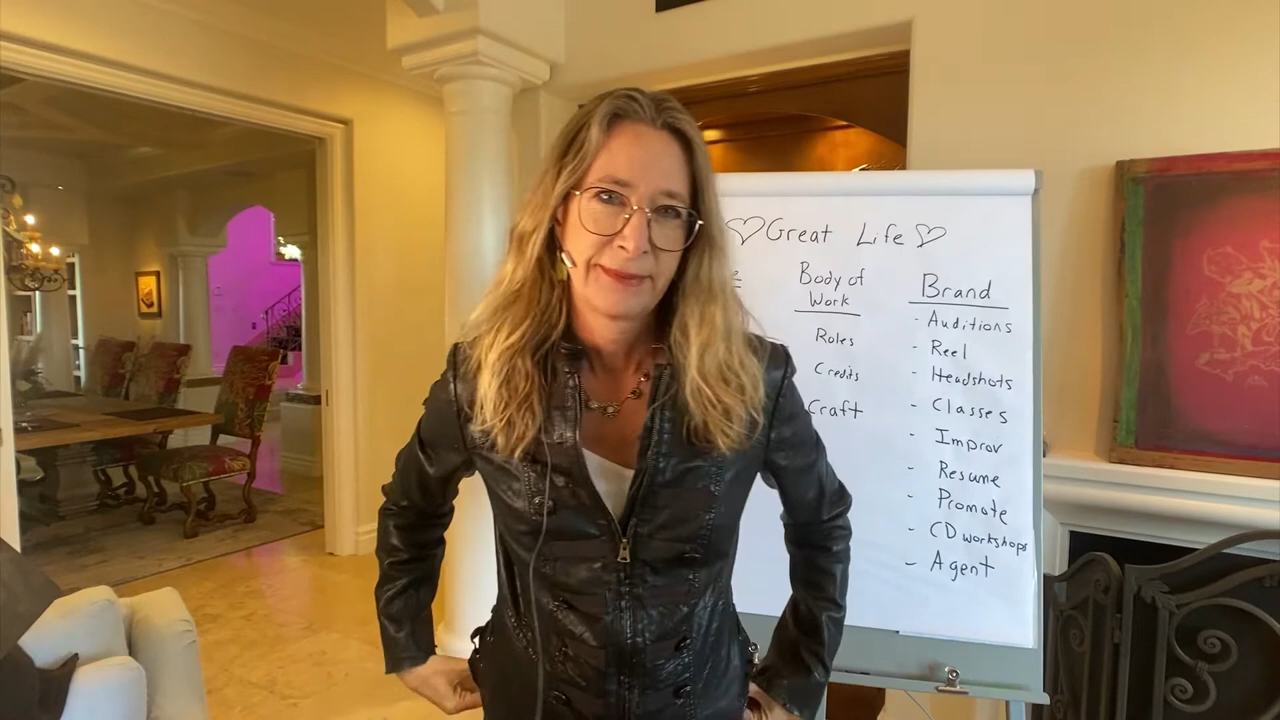 Great Life
Body of
Work
Roles
Credits
Craft
Brand
- Auditions
- Reel
- Headshots
- Classes
- Improv
- Resume
- Promote
- CD workshops
- Agent